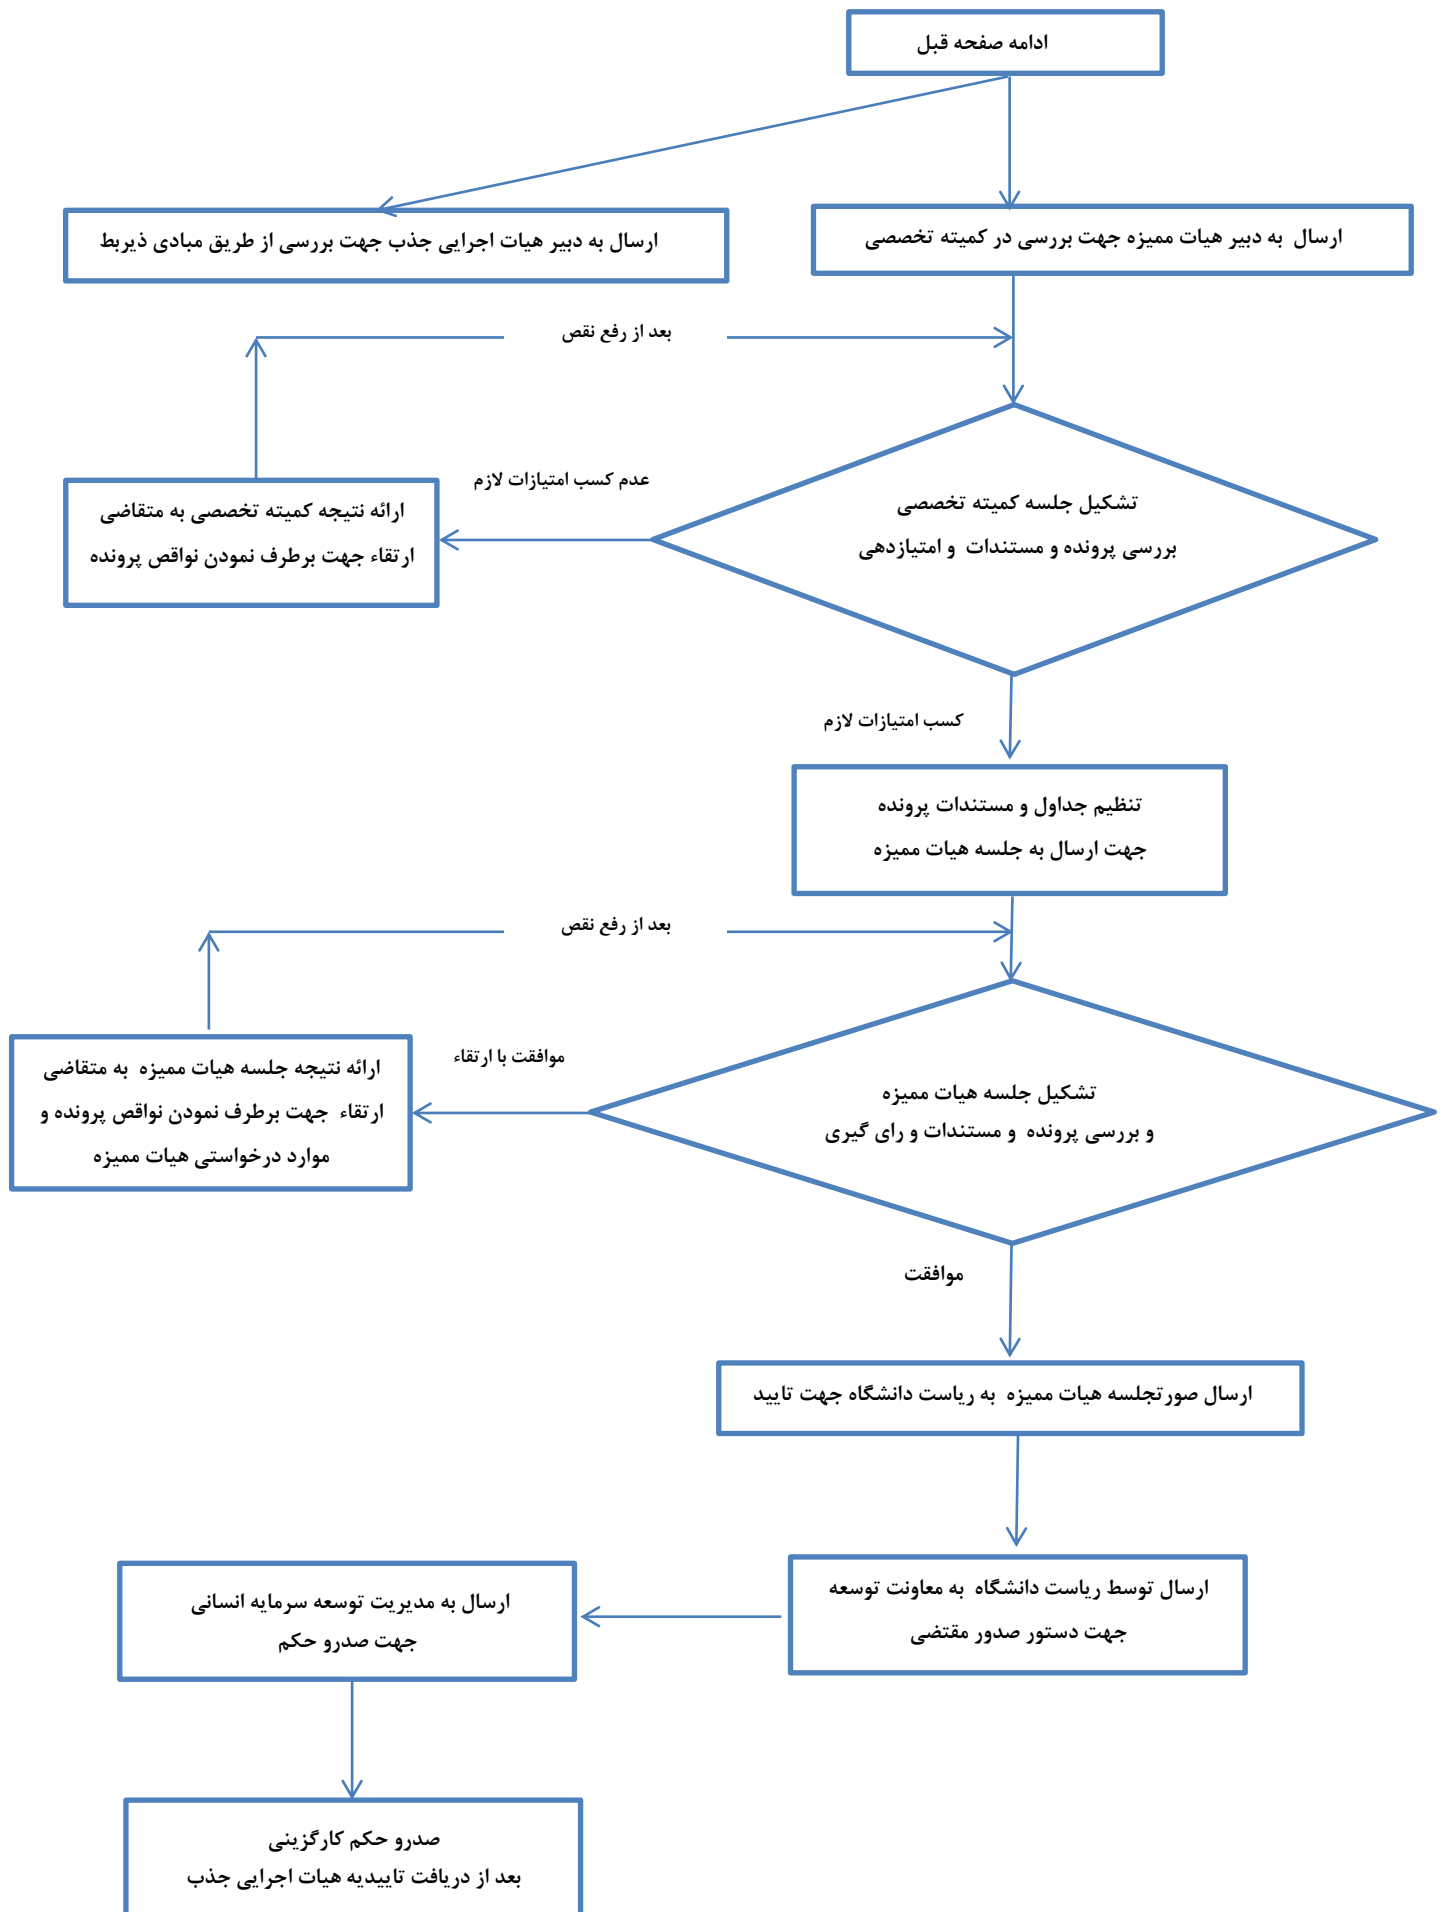 ادامه صفحه قبل
ارسال به دبیر هیات ممیزه جهت بررسی در کمیته تخصصی
ارسال به دبیر هیات اجرایی جذب جهت بررسی از طریق مبادی ذیربط
بعد از رفع نقص
تشکیل جلسه کمیته تخصصی
بررسی پرونده و مستندات و امتیازدهی
عدم کسب امتیازات لازم
ارائه نتیجه کمیته تخصصی به متقاضی
ارتقاء جهت برطرف نمودن نواقص پرونده
کسب امتیازات لازم
تنظیم جداول و مستندات پرونده
جهت ارسال به جلسه هیات ممیزه
بعد از رفع نقص
تشکیل جلسه هیات ممیزه
و بررسی پرونده و مستندات و رای گیری
موافقت با ارتقاء
ارائه نتیجه جلسه هیات ممیزه به متقاضی
ارتقاء جهت برطرف نمودن نواقص پرونده و
موارد درخواستی هیات ممیزه
موافقت
ارسال صورتجلسه هیات ممیزه به ریاست دانشگاه جهت تایید
ارسال توسط ریاست دانشگاه به معاونت توسعه
جهت دستور صدور مقتضی
ارسال به مدیریت توسعه سرمایه انسانی
جهت صدرو حکم
صدرو حکم کارگزینی
بعد از دریافت تاییدیه هیات اجرایی جذب